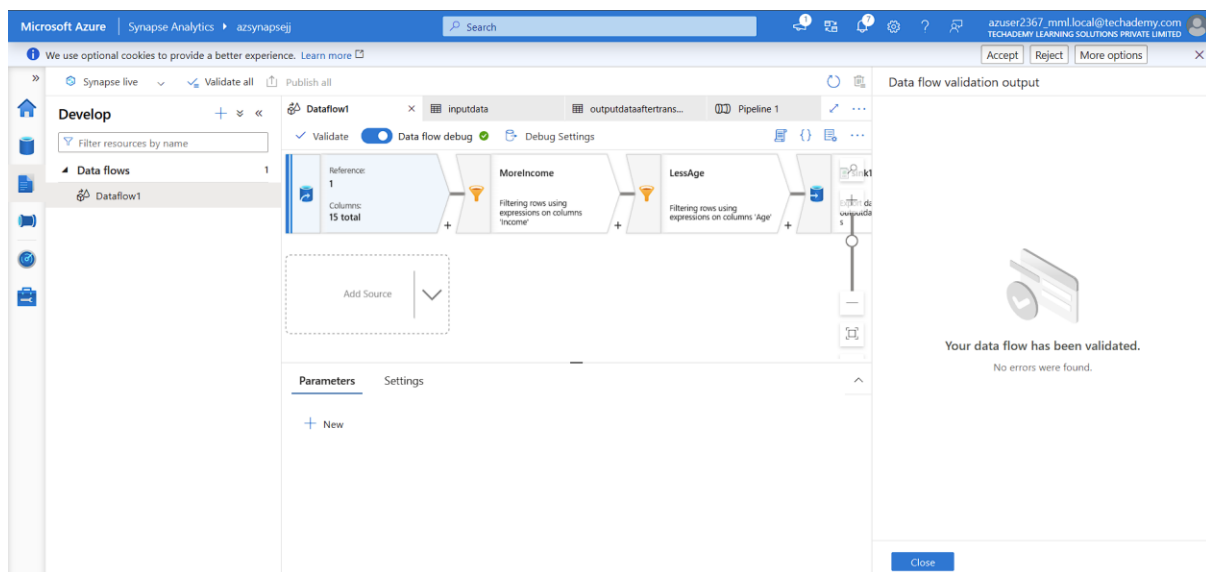 Microsoft Azure Synapse Analytics azsynapsejj Search 1 7 azuser2367_mml.local@techademy.com
TECHADEMY LEARNING SOLUTIONS PRIVATE LIMITED
We use optional cookies to provide a better experience. Learn more Accept Reject More options
Synapse live Validate all Publish all
Data flow validation output
Develop
Dataflow1 inputdata outputdataaftertrans... Pipeline 1
Validate Data flow debug Debug Settings
Filter resources by name
Data flows 1
Dataflow1
Reference:
1
Columns:
15 total
MoreIncome
Filtering rows using
expressions on columns
'Income'
LessAge
Filtering rows using
expressions on columns 'Age'
Add Source
Parameters Settings
New
Your data flow has been validated.
No errors were found.
Close